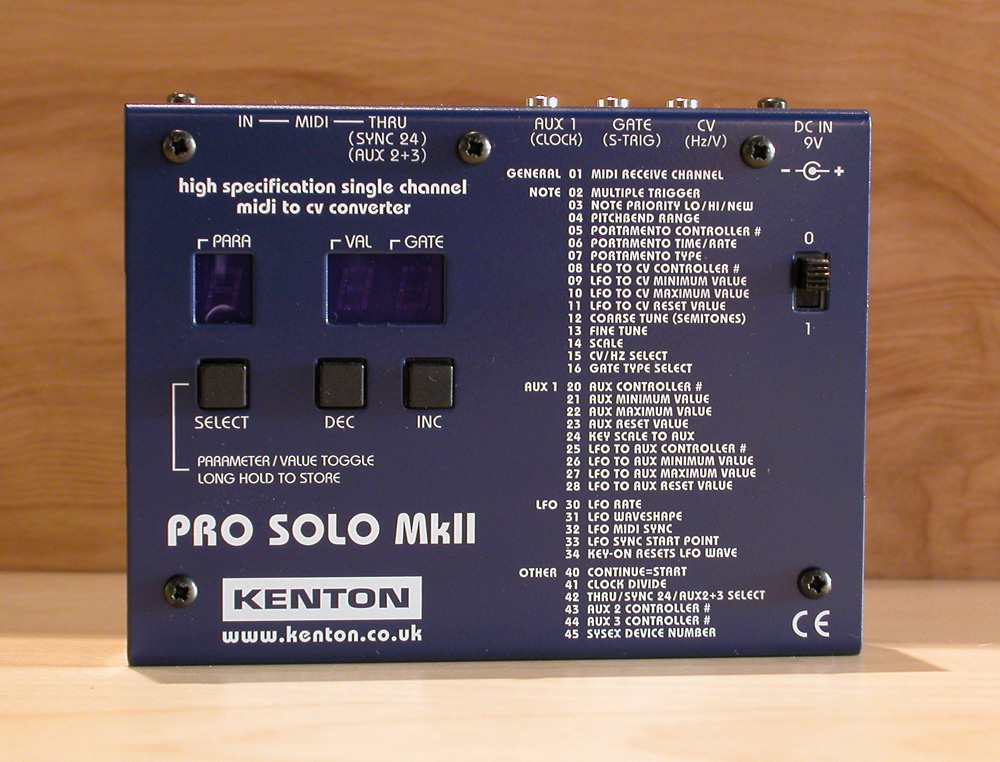 IN — MIDI — THRU
(SYNC 24)
(AUX 2+3)
AUX 1
(CLOCK)
GATE
(S-TRIG)
CV
(Hz/V)
DC IN
9V
- +
high specification single channel
midi to cv converter
PARA
VAL
GATE
SELECT
DEC
INC
PARAMETER/VALUE TOGGLE
LONG HOLD TO STORE
PRO SOLO MkII
KENTON
www.kenton.co.uk
GENERAL 01 MIDI RECEIVE CHANNEL
NOTE 02 MULTIPLE TRIGGER
03 NOTE PRIORITY LO/HI/NEW
04 PITCHBEND RANGE
05 PORTAMENTO CONTROLLER #
06 PORTAMENTO TIME/RATE
07 PORTAMENTO TYPE
08 LFO TO CV CONTROLLER #
09 LFO TO CV MINIMUM VALUE
10 LFO TO CV MAXIMUM VALUE
11 LFO TO CV RESET VALUE
12 COARSE TUNE (SEMITONES)
13 FINE TUNE
14 SCALE
15 CV/HZ SELECT
16 GATE TYPE SELECT
AUX 1 20 AUX CONTROLLER #
21 AUX MINIMUM VALUE
22 AUX MAXIMUM VALUE
23 AUX RESET VALUE
24 KEY SCALE TO AUX
25 LFO TO AUX CONTROLLER #
26 LFO TO AUX MINIMUM VALUE
27 LFO TO AUX MAXIMUM VALUE
28 LFO TO AUX RESET VALUE
LFO 30 LFO RATE
31 LFO WAVESHAPE
32 LFO MIDI SYNC
33 LFO SYNC START POINT
34 KEY-ON RESETS LFO WAVE
OTHER 40 CONTINUE=START
41 CLOCK DIVIDE
42 THRU/SYNC 24/AUX2+3 SELECT
43 AUX 2 CONTROLLER #
44 AUX 3 CONTROLLER #
45 SYSEX DEVICE NUMBER
0
1
CE